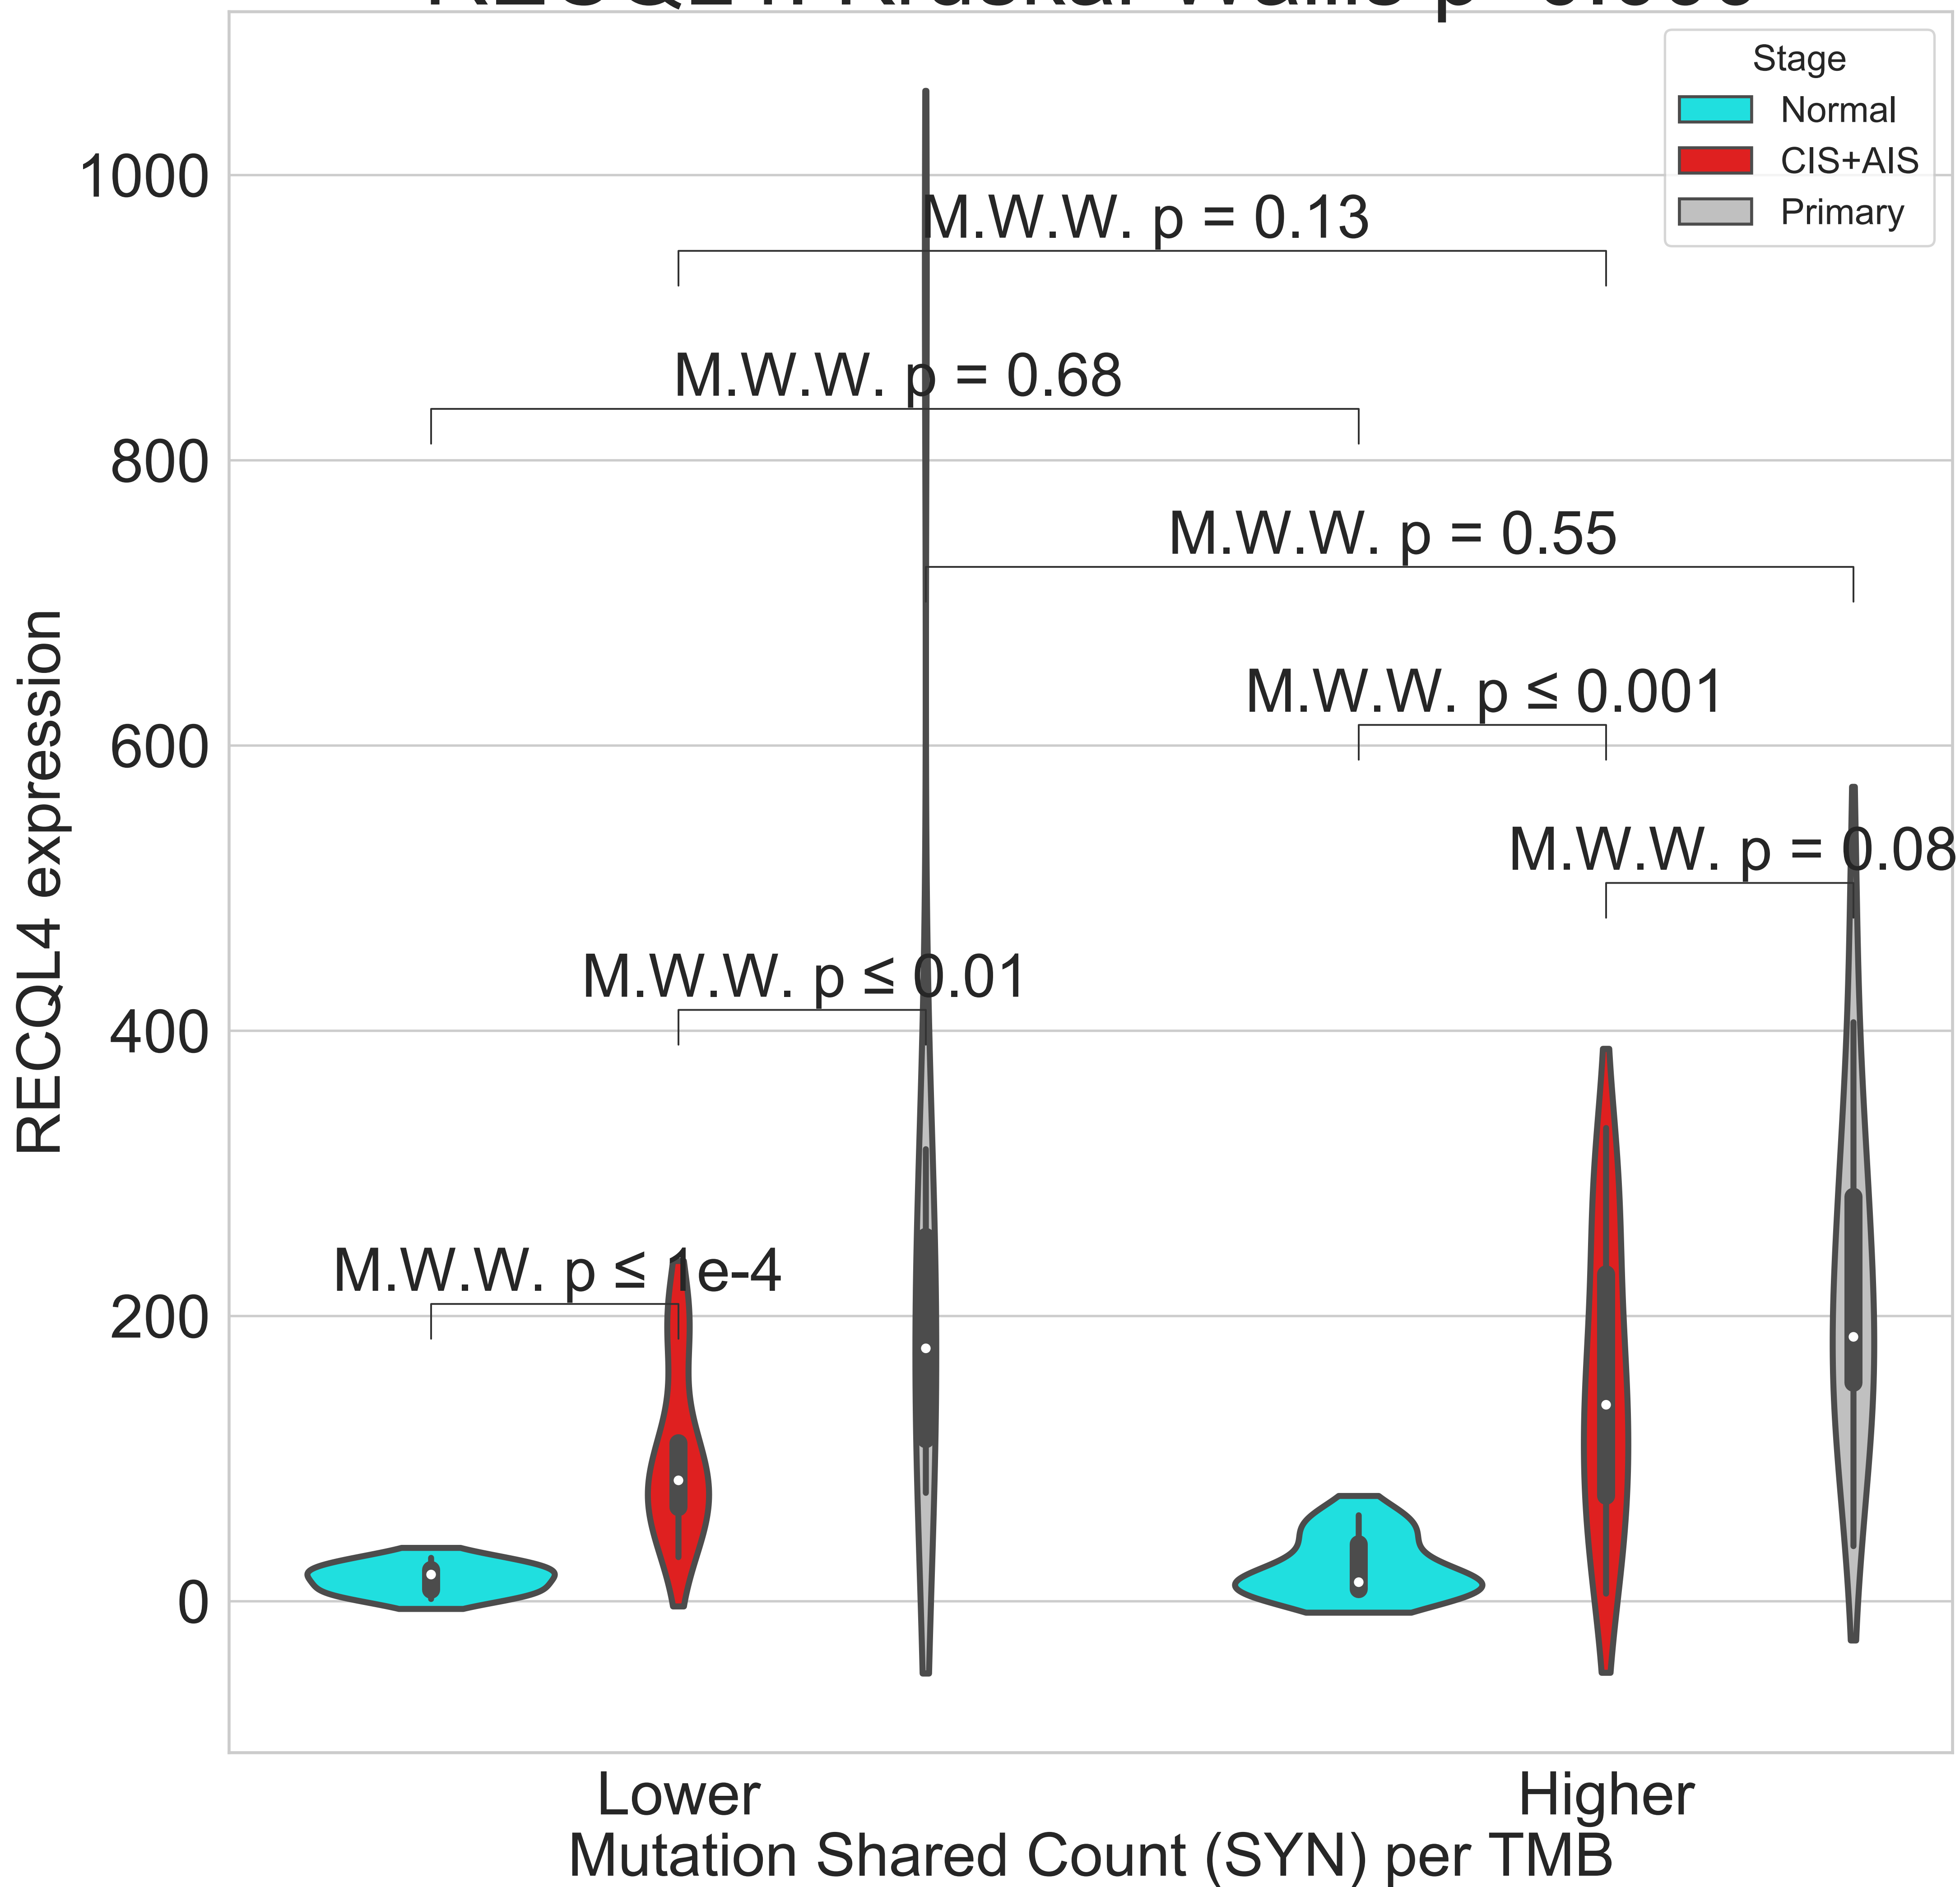 Stage
Normal
CIS+AIS
Primary
1000
800
600
400
200
0
RECQL4 expression
M.W.W. p = 0.13
M.W.W. p = 0.68
M.W.W. p = 0.55
M.W.W. p ≤ 0.001
M.W.W. p = 0.08
M.W.W. p ≤ 0.01
M.W.W. p ≤ 1e-4
Lower
Higher
Mutation Shared Count (SYN) per TMB